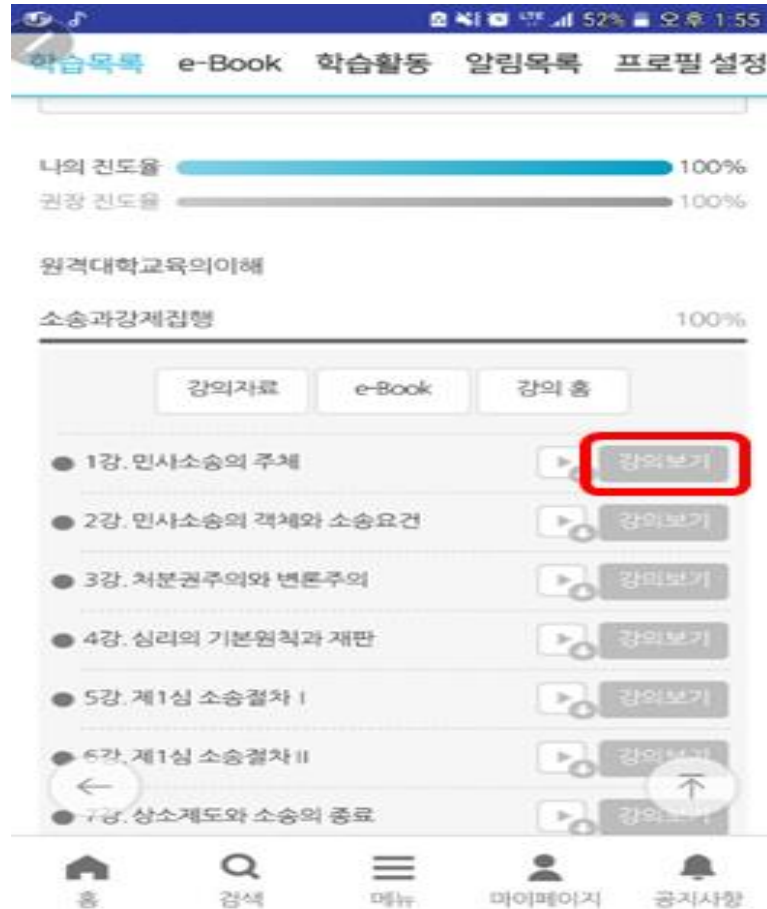 52% 오후 1:55
학습목록 e-Book 학습활동 알림목록 프로필 설정
나의 진도율 100%
권장 진도율 100%
원격대학교육의이해
소송과강제집행 100%
강의자료 e-Book 강의 홈
1강. 민사소송의 주체 강의보기
2강. 민사소송의 객체와 소송요건 강의보기
3강. 처분권주의와 변론주의 강의보기
4강. 심리의 기본원칙과 재판 강의보기
5강. 제1심 소송절차 I 강의보기
6강. 제1심 소송절차 II 강의보기
7강. 상소제도와 소송의 종료
홈 검색 메뉴 마이페이지 공지사항